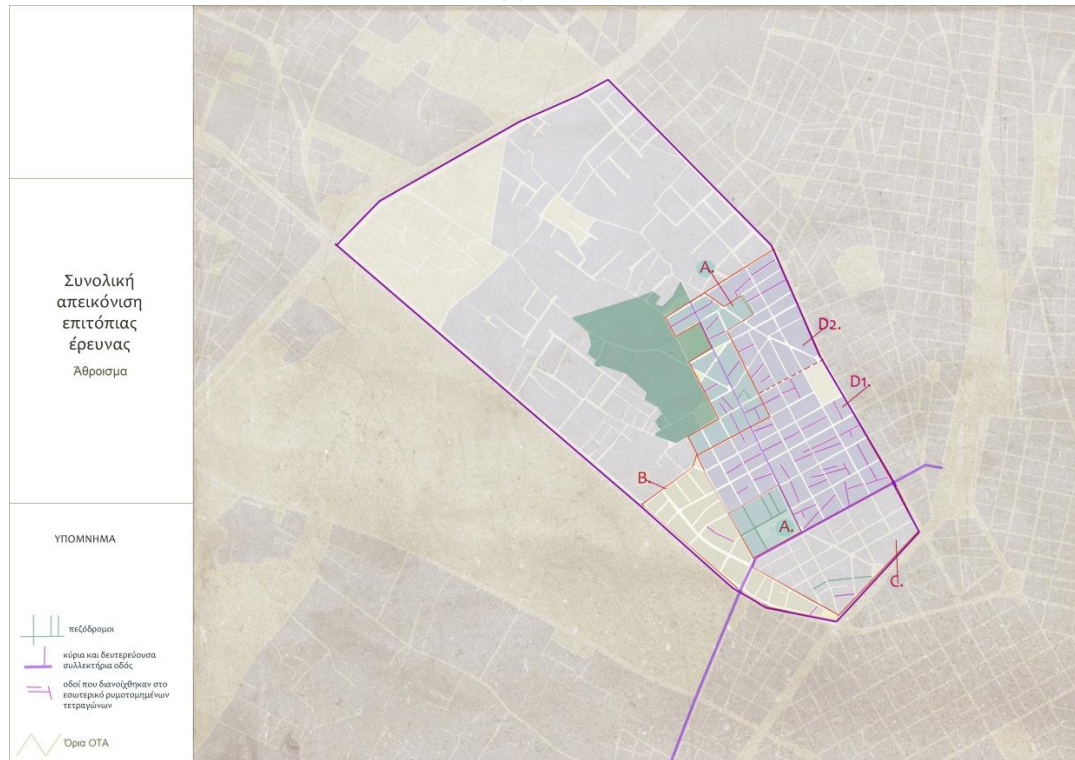 Συνολική
απεικόνιση
επιτόπιας
έρευνας
Άθροισμα
ΥΠΟΜΝΗΜΑ
πεζόδρομοι
κύρια και δευτερεύουσα
συλλεκτήρια οδός
οδοί που διανοίχθηκαν στο
εσωτερικό ρυμοτομημένων
τετραγώνων
Όρια ΟΤΑ
A.
D2.
D1.
B.
A.
C.